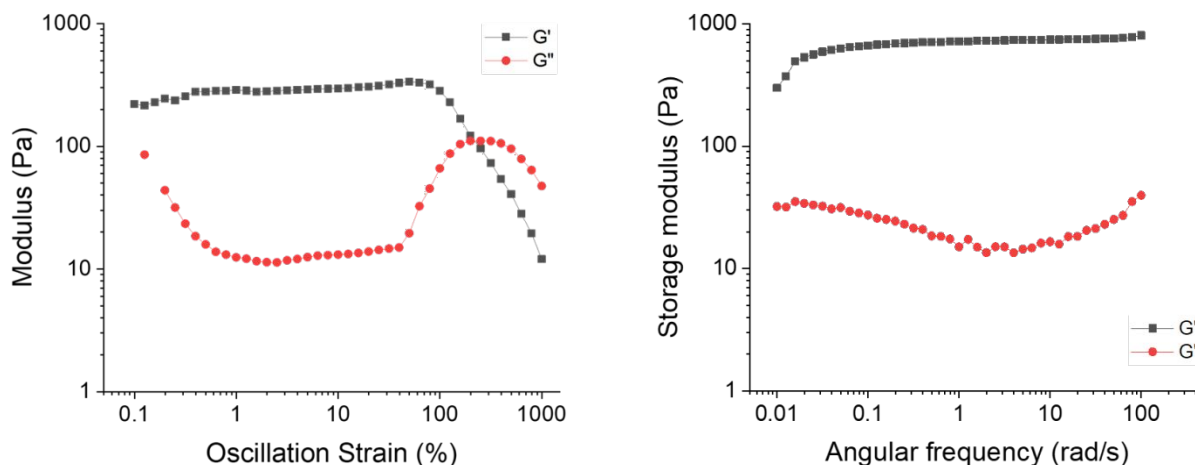 1000
100
10
1
Modulus (Pa)
G'
G"
0.1
1
10
100
1000
Oscillation Strain (%)
1000
100
10
1
Storage modulus (Pa)
G'
G'
0.01
0.1
1
10
100
Angular frequency (rad/s)